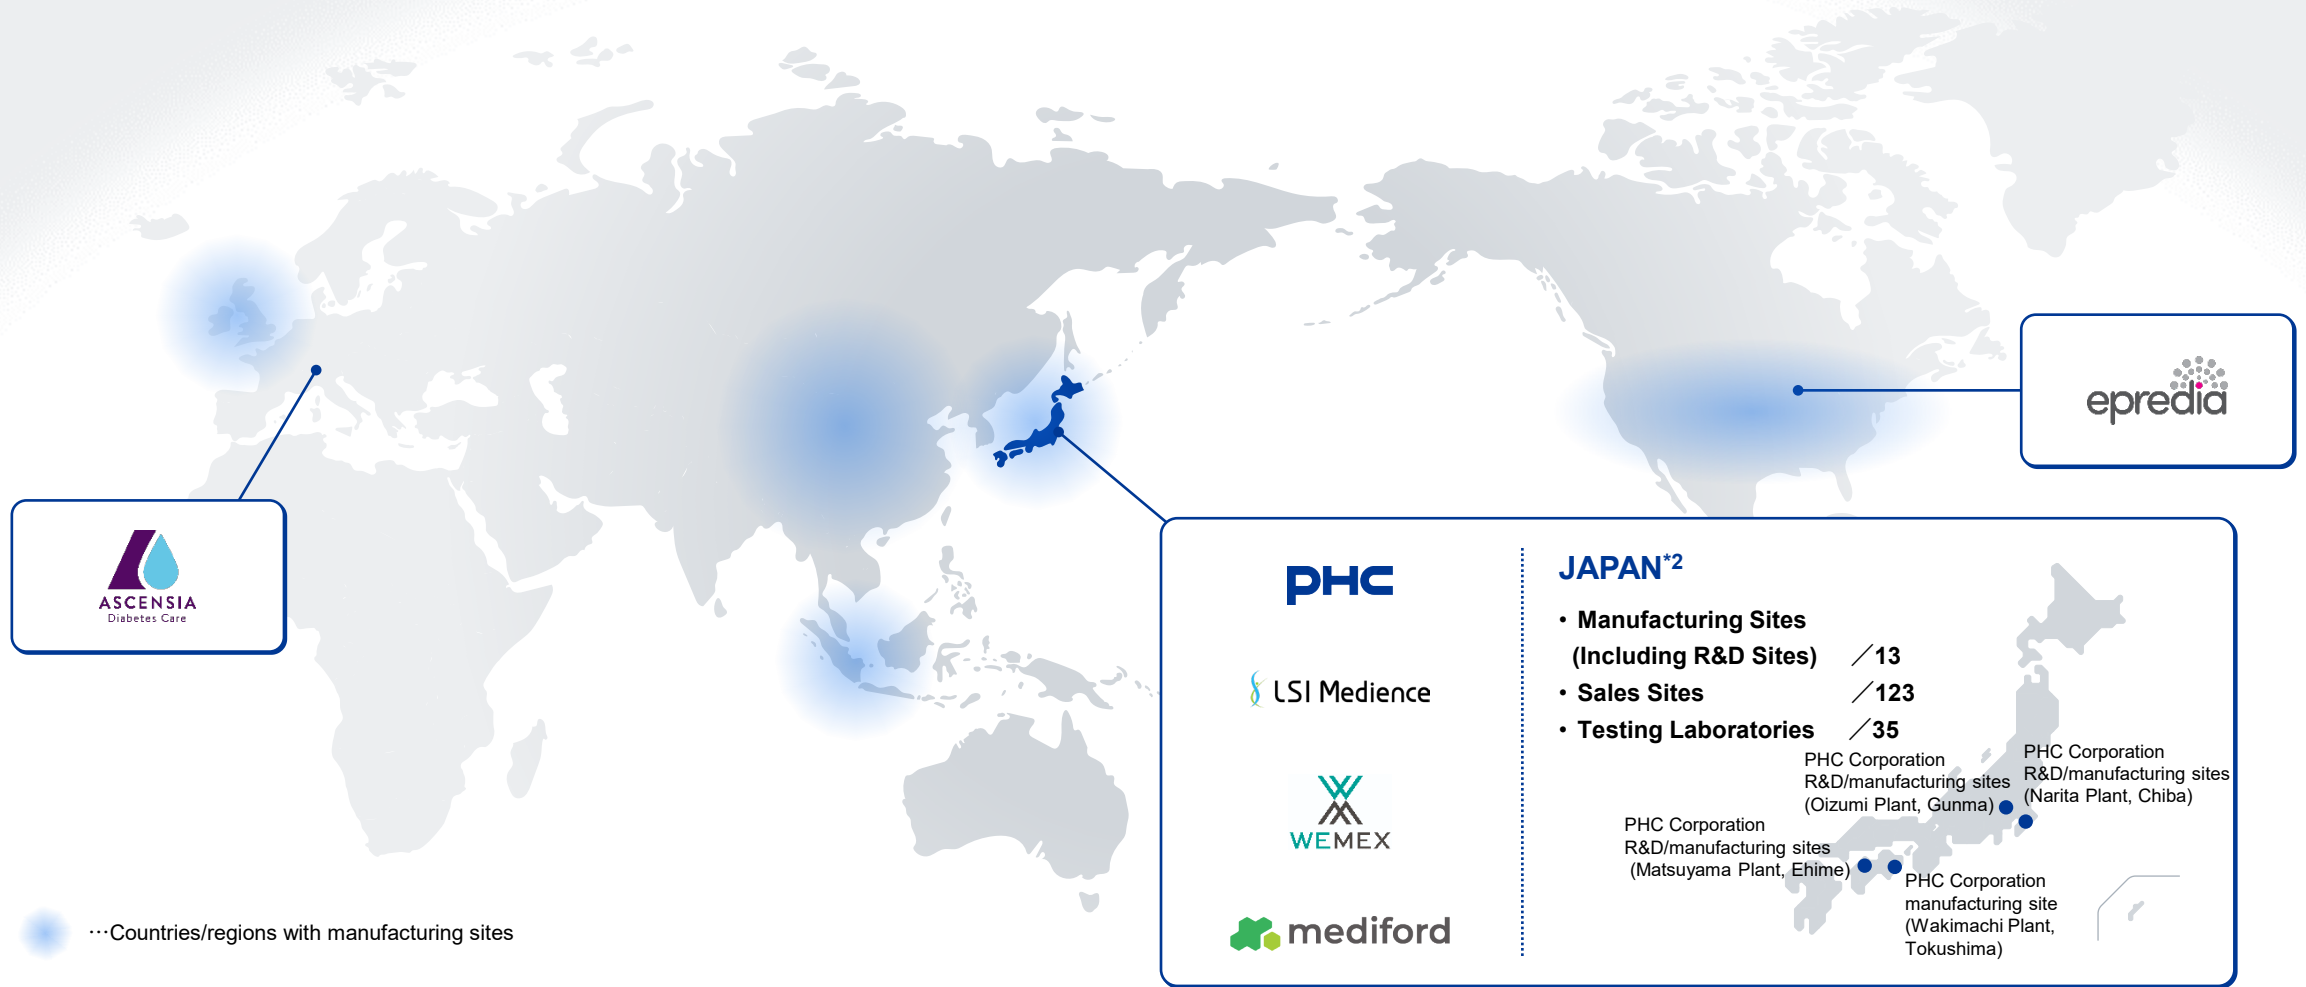 ASCENSIA
Diabetes Care
epredia
PHC
LSI Medience
WEMEX
mediford
JAPAN*2
・ Manufacturing Sites
(Including R&D Sites) ／13
・ Sales Sites ／123
・ Testing Laboratories ／35
PHC Corporation
R&D/manufacturing sites
(Oizumi Plant, Gunma)
PHC Corporation
R&D/manufacturing sites
(Narita Plant, Chiba)
PHC Corporation
R&D/manufacturing sites
(Matsuyama Plant, Ehime)
PHC Corporation
manufacturing site
(Wakimachi Plant,
Tokushima)
…Countries/regions with manufacturing sites